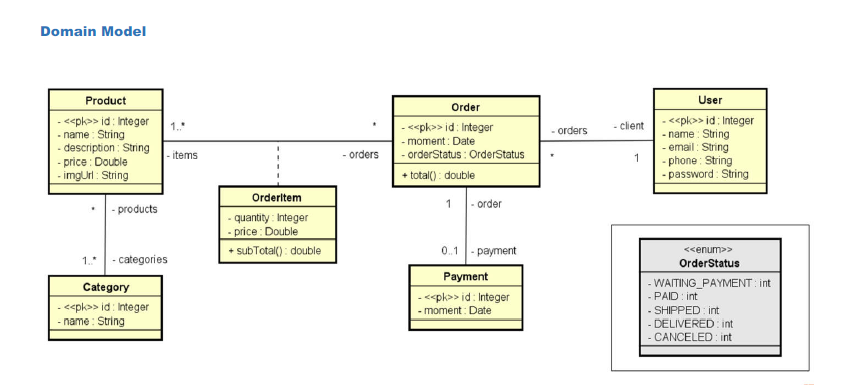 Domain Model
Product
- <<pk>> id : Integer
- name : String
- description : String
- price : Double
- imgUrl : String
1..*
*
- items
- orders
Order
- <<pk>> id : Integer
- moment : Date
- orderStatus : OrderStatus
+ total() : double
- orders
- client
*
1
User
- <<pk>> id : Integer
- name : String
- email : String
- phone : String
- password : String
* - products
1..* - categories
OrderItem
- quantity : Integer
- price : Double
+ subTotal() : double
1 - order
0..1 - payment
Category
- <<pk>> id : Integer
- name : String
Payment
- <<pk>> id : Integer
- moment : Date
<<enum>>
OrderStatus
- WAITING_PAYMENT : int
- PAID : int
- SHIPPED : int
- DELIVERED : int
- CANCELED : int